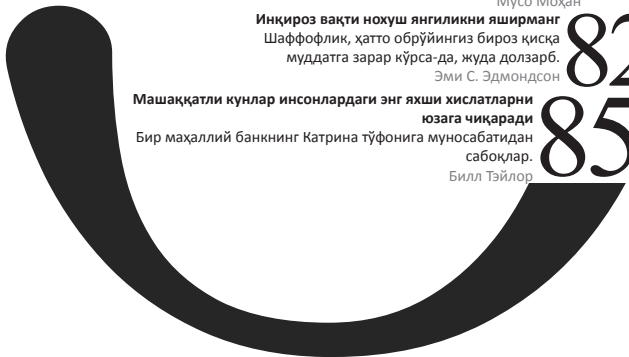 Мусо Моҳан
Инқироз вақти нохуш янгиликни яширманг
Шаффофлик, ҳатто обрўйингиз бироз қисқа
муддатга зарар кўрса-да, жуда долзарб.
Эми С. Эдмондсон
82
Машаққатли кунлар инсонлардаги энг яхши хислатларни
юзага чиқаради
Бир маҳаллий банкнинг Катрина тўфонига муносабатидан
сабоқлар.
Билл Тэйлор
85